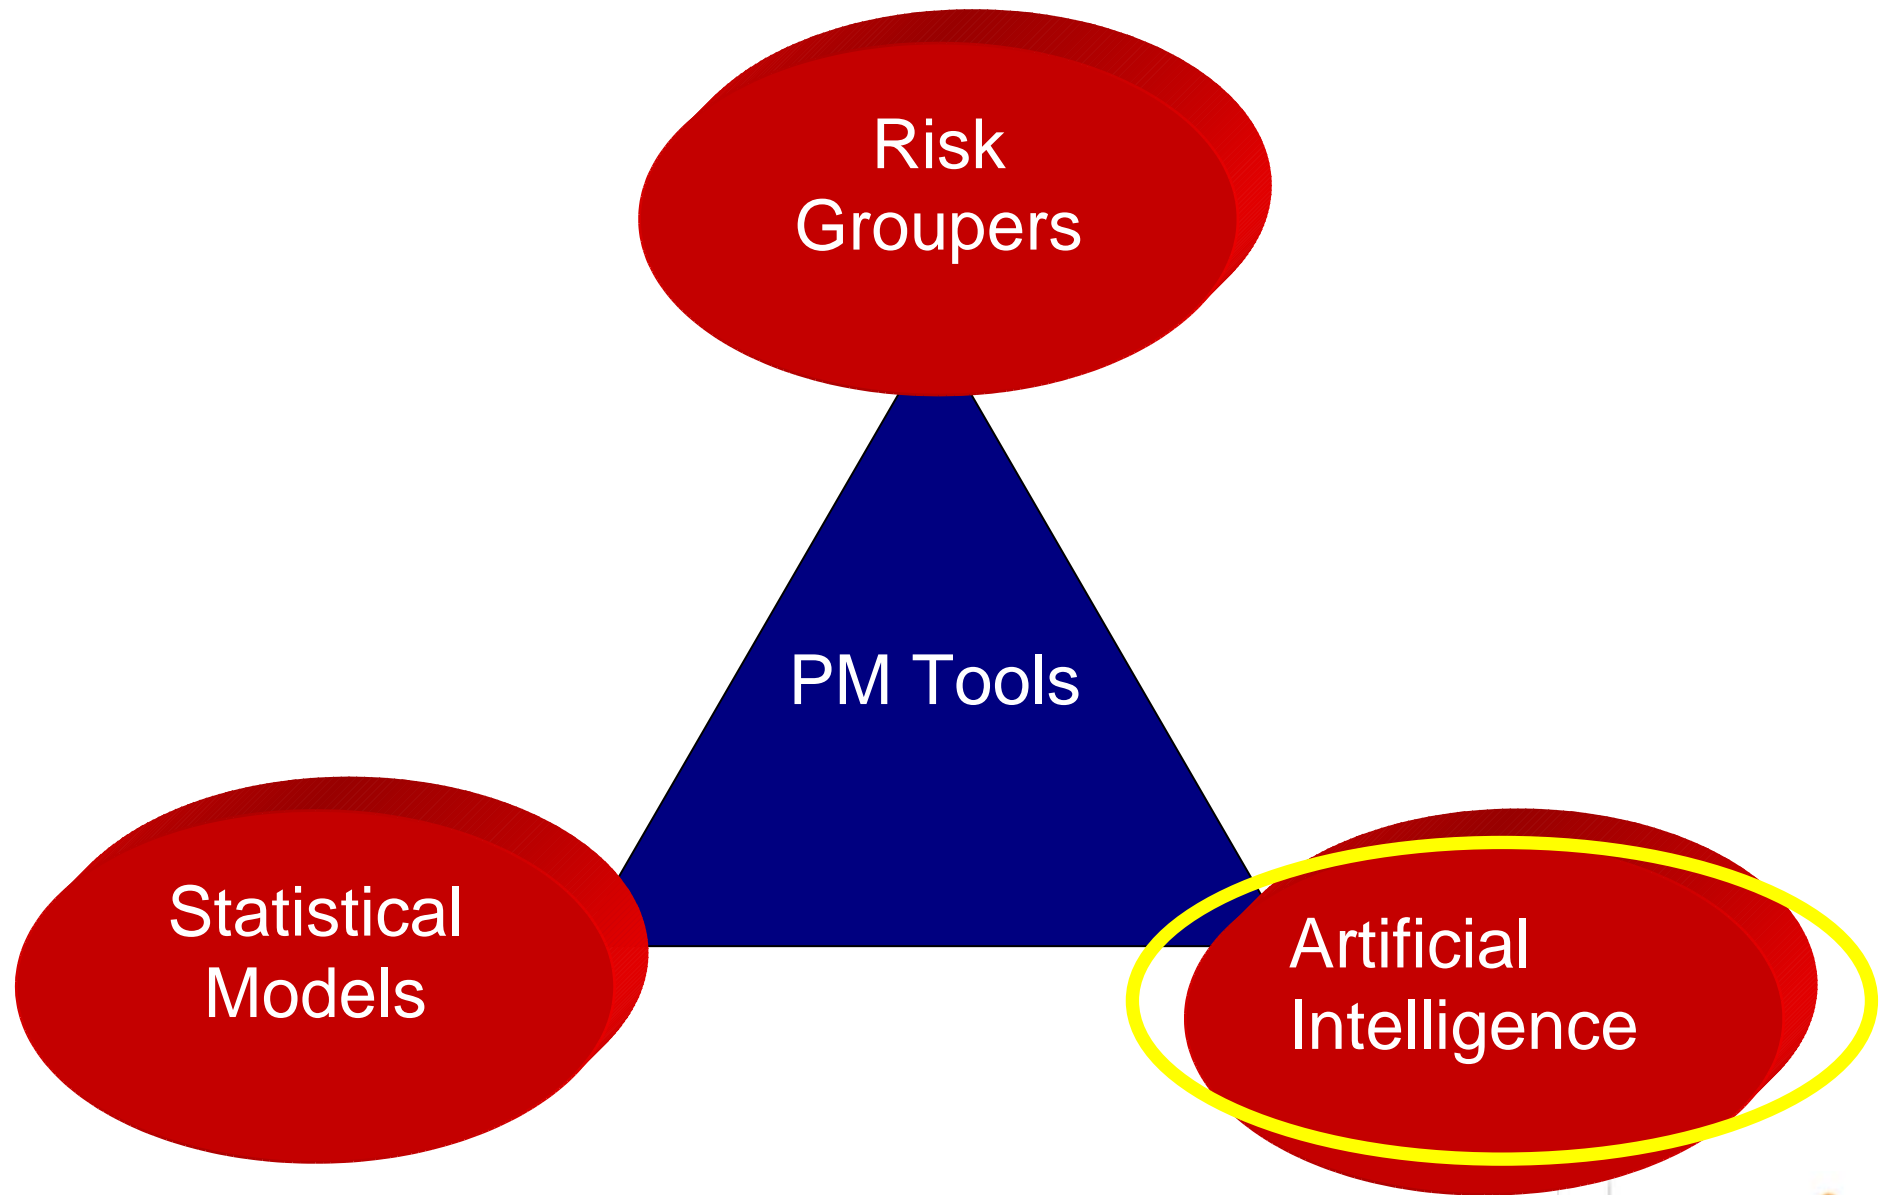 Risk
Groupers
PM Tools
Statistical
Models
Artificial
Intelligence